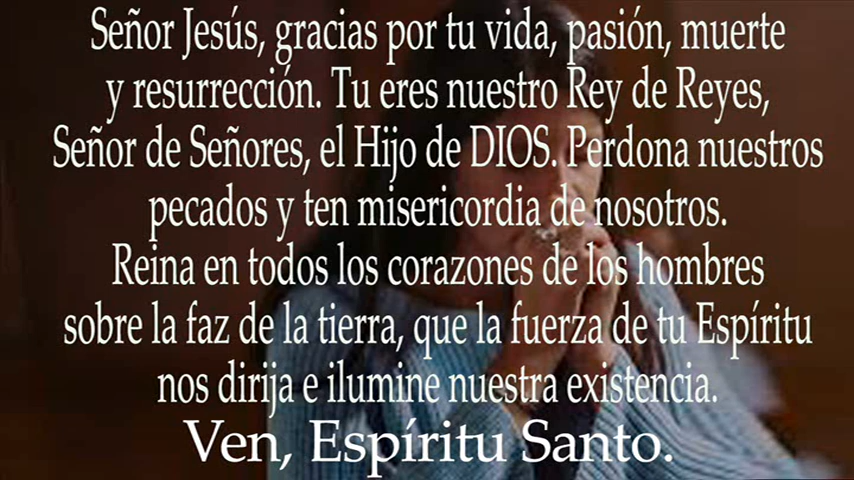 Señor Jesús, gracias por tu vida, pasión, muerte
y resurrección. Tu eres nuestro Rey de Reyes,
Señor de Señores, el Hijo de DIOS. Perdona nuestros
pecados y ten misericordia de nosotros.
Reina en todos los corazones de los hombres
sobre la faz de la tierra, que la fuerza de tu Espíritu
nos dirija e ilumine nuestra existencia.
Ven, Espíritu Santo.